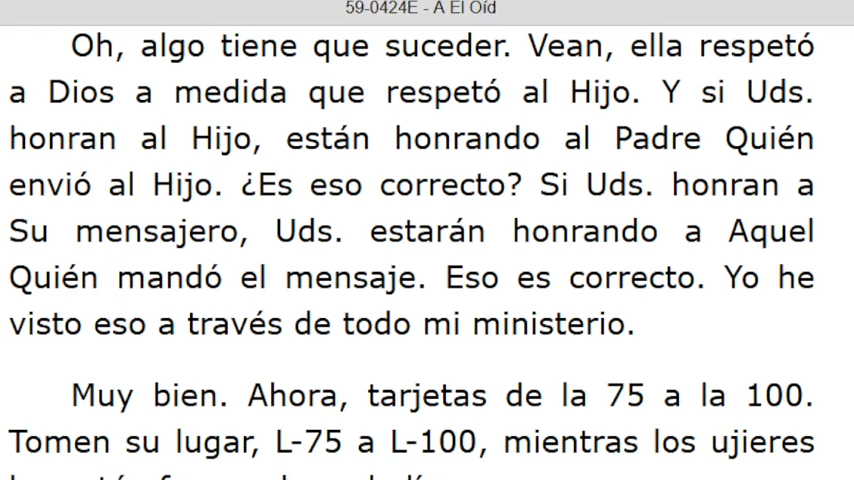 59-0424E - A El Oíd
Oh, algo tiene que suceder. Vean, ella respetó
a Dios a medida que respetó al Hijo. Y si Uds.
honran al Hijo, están honrando al Padre Quién
envió al Hijo. ¿Es eso correcto? Si Uds. honran a
Su mensajero, Uds. estarán honrando a Aquel
Quién mandó el mensaje. Eso es correcto. Yo he
visto eso a través de todo mi ministerio.
Muy bien. Ahora, tarjetas de la 75 a la 100.
Tomen su lugar, L-75 a L-100, mientras los ujieres